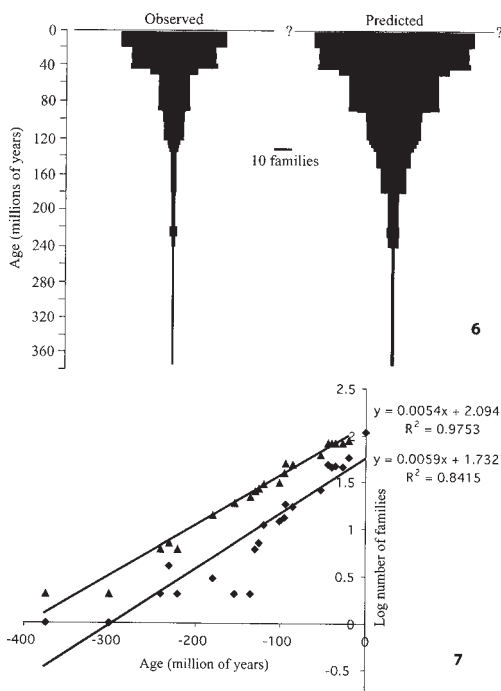 Observed
Predicted
?
?
0
40
80
120
160
200
240
280
320
360
Age (millions of years)
10 families
6
2.5
2
1.5
1
0.5
0
-0.5
y = 0.0054x + 2.094
R² = 0.9753
y = 0.0059x + 1.732
R² = 0.8415
Log number of families
-400
-300
-200
-100
0
Age (million of years)
7